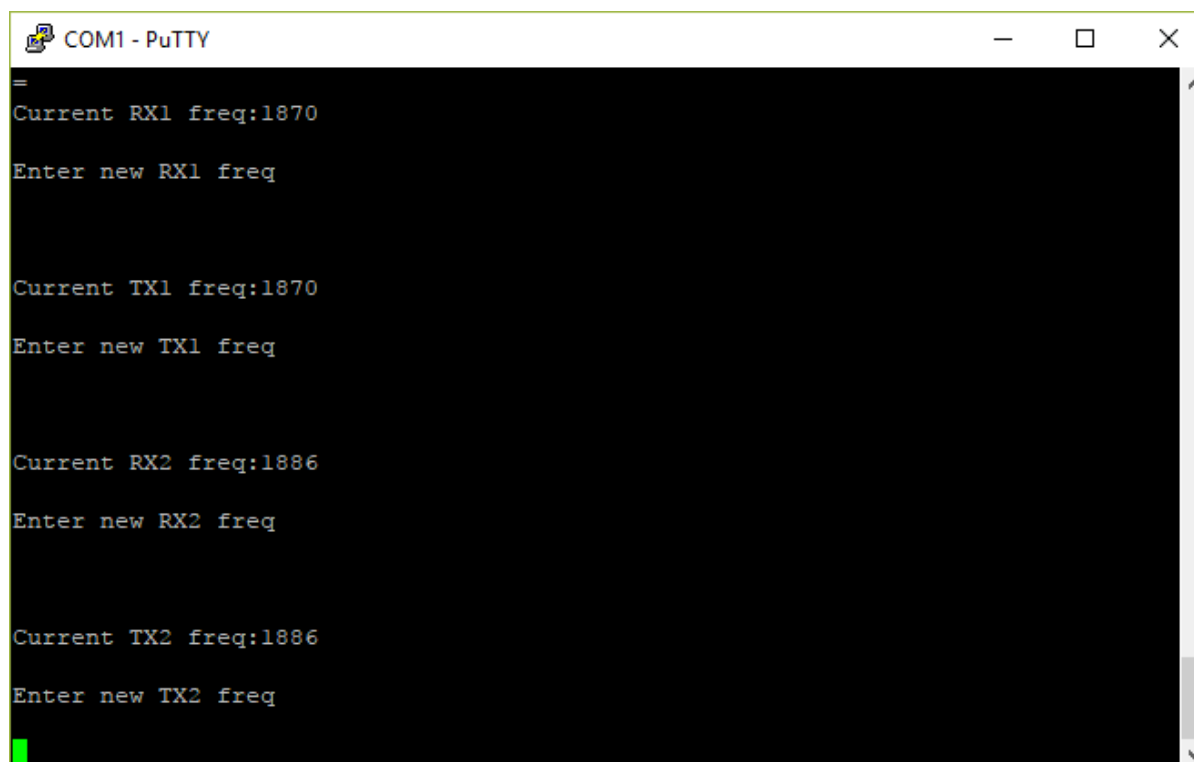 COM1 - PuTTY
=
Current RX1 freq:1870
Enter new RX1 freq
Current TX1 freq:1870
Enter new TX1 freq
Current RX2 freq:1886
Enter new RX2 freq
Current TX2 freq:1886
Enter new TX2 freq